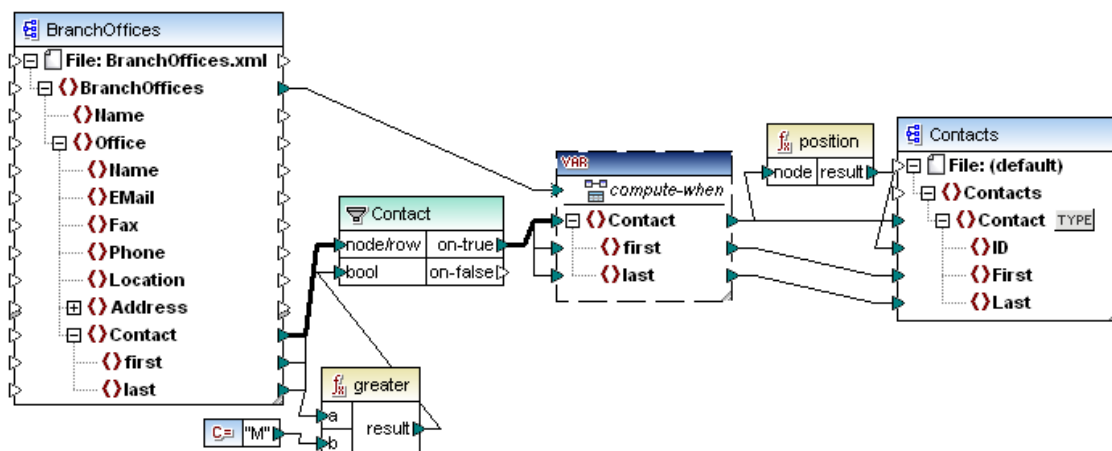 BranchOffices
File: BranchOffices.xml
BranchOffices
Name
Office
Name
EMail
Fax
Phone
Location
Address
Contact
first
last
C= "M"
Contact
node/row on-true
bool on-false
greater
a
result
b
VAR
compute-when
Contact
first
last
position
node result
Contacts
File: (default)
Contacts
Contact TYPE
ID
First
Last